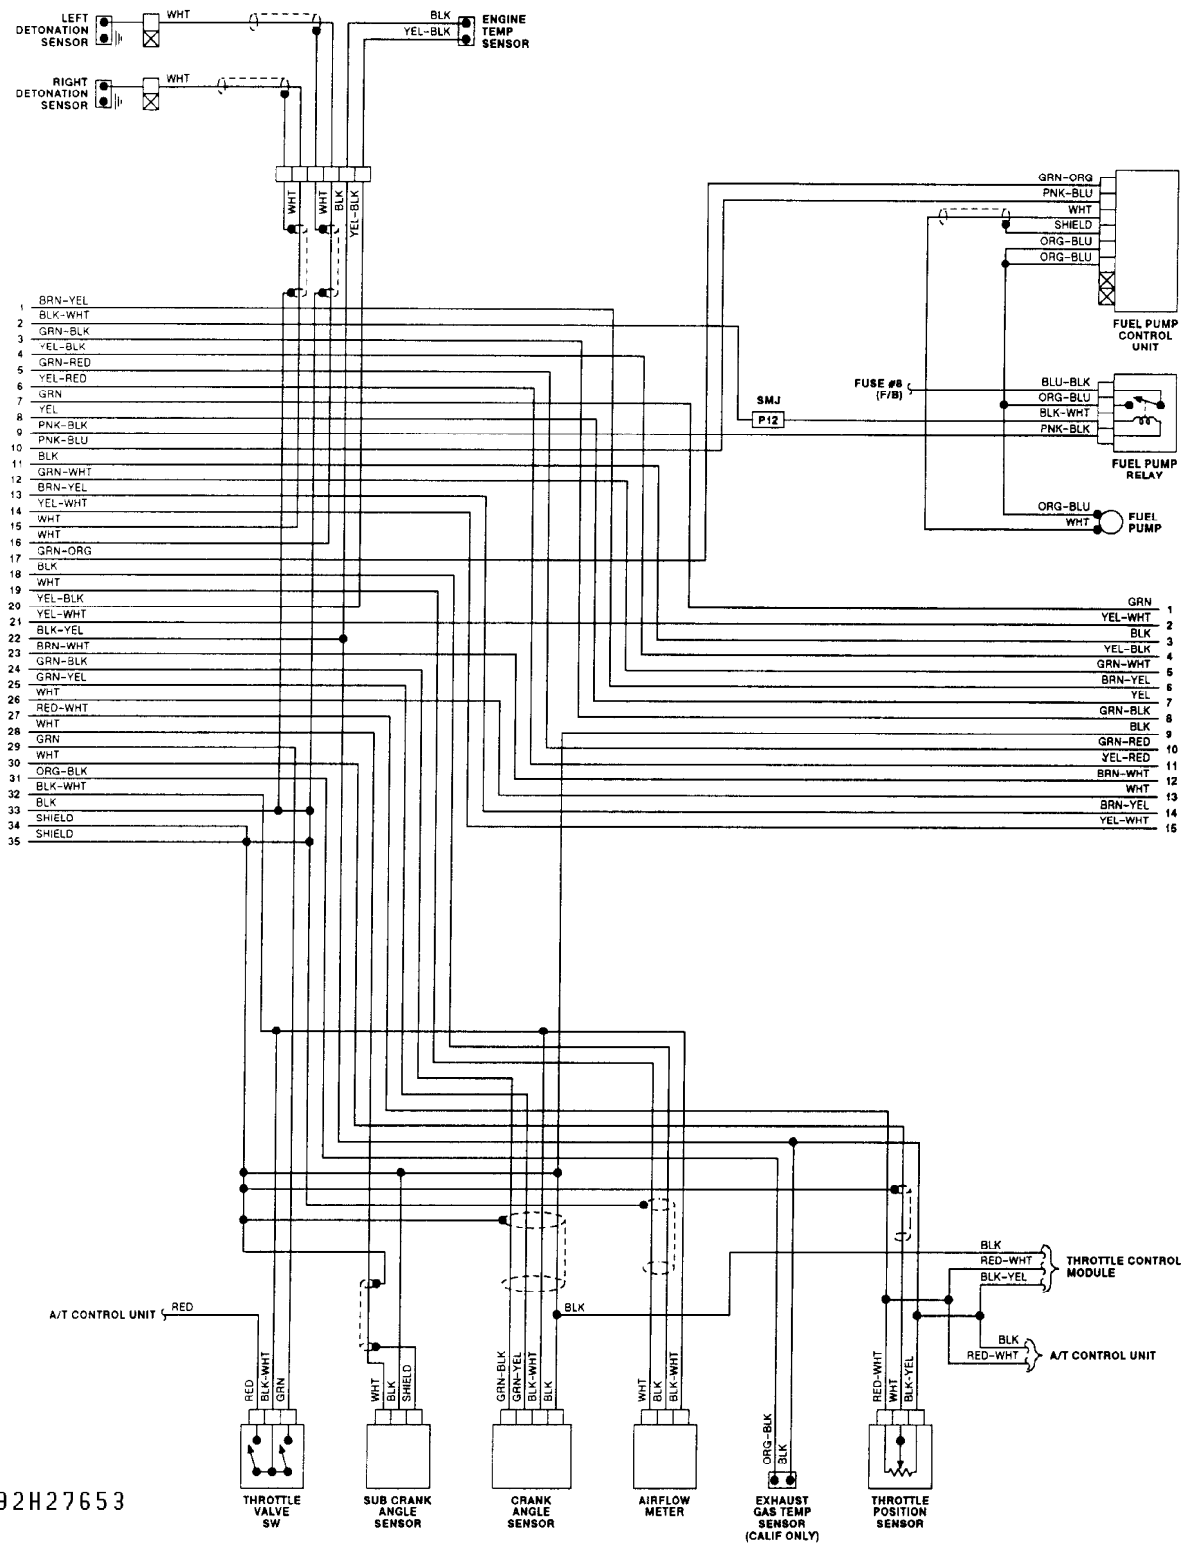 LEFT
DETONATION
SENSOR
WHT
BLK
YEL-BLK
ENGINE
TEMP
SENSOR
RIGHT
DETONATION
SENSOR
WHT
WHT
WHT
BLK
YEL-BLK
GRN-ORG
PNK-BLU
WHT
SHIELD
ORG-BLU
ORG-BLU
FUEL PUMP
CONTROL
UNIT
FUSE #8
(F/B)
BLU-BLK
ORG-BLU
BLK-WHT
PNK-BLK
SMJ
P12
FUEL PUMP
RELAY
ORG-BLU
WHT
FUEL
PUMP
1 BRN-YEL
2 BLK-WHT
3 GRN-BLK
4 YEL-BLK
5 GRN-RED
6 YEL-RED
7 GRN
8 YEL
9 PNK-BLK
10 PNK-BLU
11 BLK
12 GRN-WHT
13 BRN-YEL
14 YEL-WHT
15 WHT
16 WHT
17 GRN-ORG
18 BLK
19 WHT
20 YEL-BLK
21 YEL-WHT
22 BLK-YEL
23 BRN-WHT
24 GRN-BLK
25 GRN-YEL
26 WHT
27 RED-WHT
28 WHT
29 GRN
30 WHT
31 ORG-BLK
32 BLK-WHT
33 BLK
34 SHIELD
35 SHIELD
GRN 1
YEL-WHT 2
BLK 3
YEL-BLK 4
GRN-WHT 5
BRN-YEL 6
YEL 7
GRN-BLK 8
BLK 9
GRN-RED 10
YEL-RED 11
BRN-WHT 12
WHT 13
BRN-YEL 14
YEL-WHT 15
BLK
RED-WHT
BLK-YEL
THROTTLE CONTROL
MODULE
A/T CONTROL UNIT
RED
BLK
BLK
RED-WHT
A/T CONTROL UNIT
RED
BLK-WHT
GRN
WHT
BLK
SHIELD
GRN-BLK
GRN-YEL
BLK-WHT
BLK
WHT
BLK
BLK-WHT
ORG-BLK
BLK
RED-WHT
WHT
BLK-YEL
THROTTLE
VALVE
SW
SUB CRANK
ANGLE
SENSOR
CRANK
ANGLE
SENSOR
AIRFLOW
METER
EXHAUST
GAS TEMP
SENSOR
(CALIF ONLY)
THROTTLE
POSITION
SENSOR
92H27653